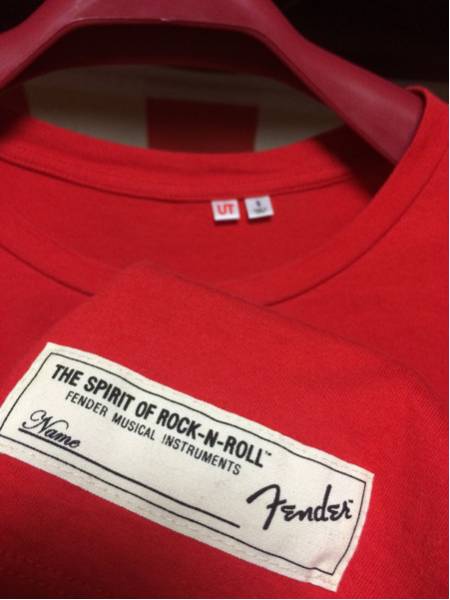 UT
S
THE SPIRIT OF ROCK-N-ROLL™
FENDER MUSICAL INSTRUMENTS
Name
Fender